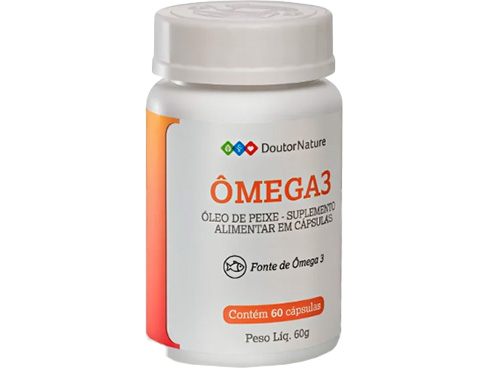 DoutorNature
ÔMEGA3
ÓLEO DE PEIXE - SUPLEMENTO
ALIMENTAR EM CÁPSULAS
Fonte de Ômega 3
Contém 60 cápsulas
Peso Líq. 60g